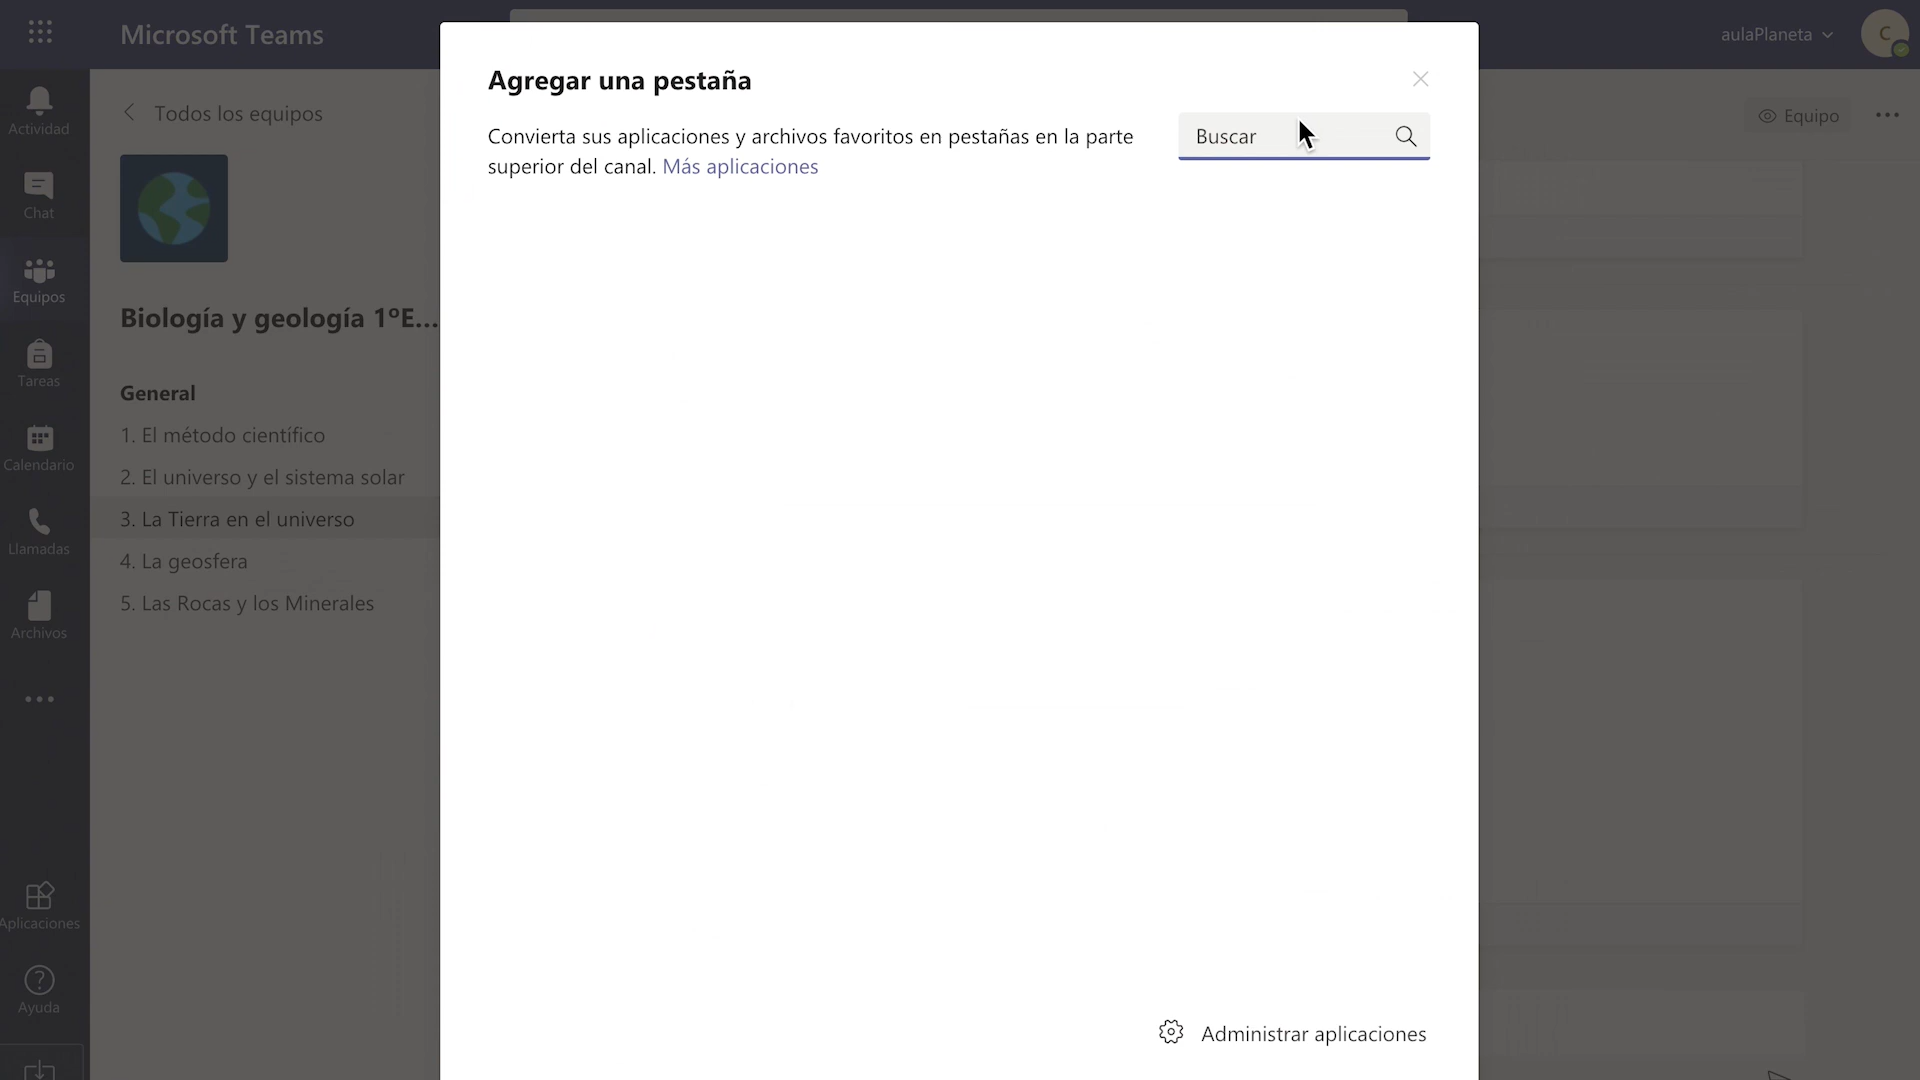 Microsoft Teams
aulaPlaneta
C
Actividad
Chat
Equipos
Tareas
Calendario
Llamadas
Archivos
Aplicaciones
Ayuda
Todos los equipos
Biología y geología 1ºE...
General
1. El método científico
2. El universo y el sistema solar
3. La Tierra en el universo
4. La geosfera
5. Las Rocas y los Minerales
Agregar una pestaña
Convierta sus aplicaciones y archivos favoritos en pestañas en la parte
superior del canal. Más aplicaciones
Buscar
Administrar aplicaciones
Equipo